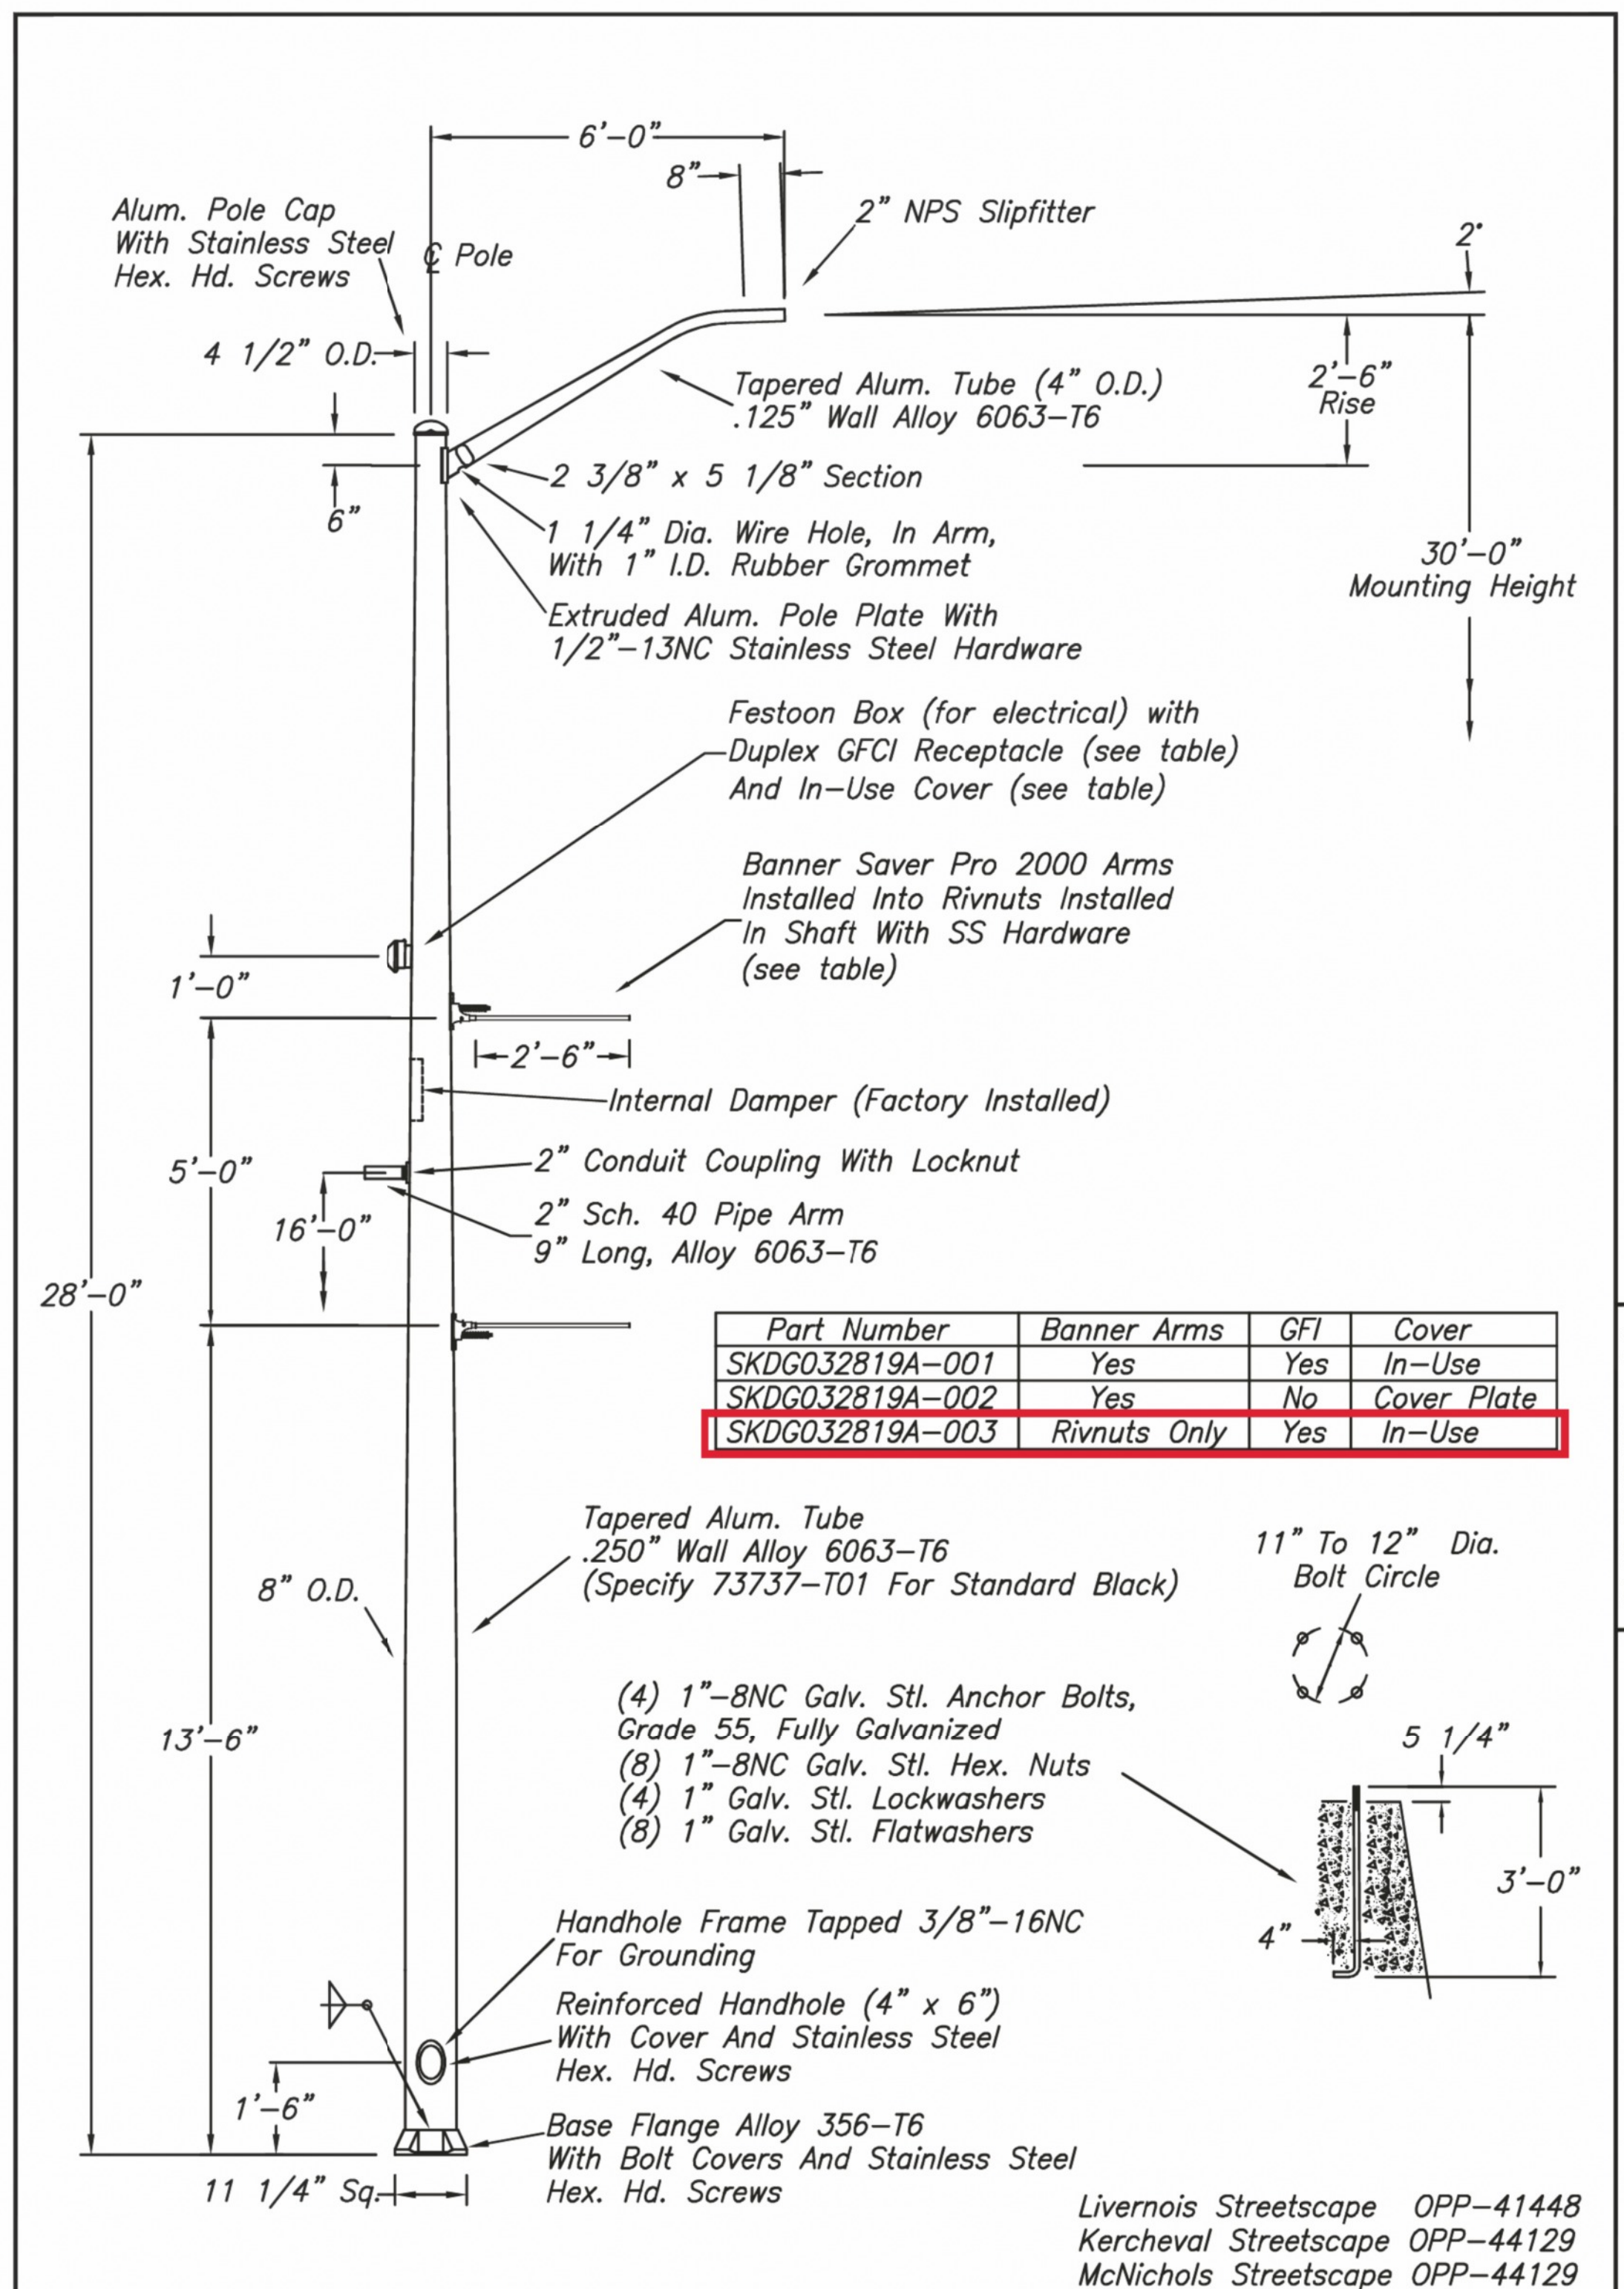 6'-0"
8"
Alum. Pole Cap
With Stainless Steel
Hex. Hd. Screws
℄ Pole
2" NPS Slipfitter
2°
4 1/2" O.D.
Tapered Alum. Tube (4" O.D.)
.125" Wall Alloy 6063-T6
2'-6"
Rise
2 3/8" x 5 1/8" Section
6"
1 1/4" Dia. Wire Hole, In Arm,
With 1" I.D. Rubber Grommet
30'-0"
Mounting Height
Extruded Alum. Pole Plate With
1/2"-13NC Stainless Steel Hardware
Festoon Box (for electrical) with
Duplex GFCI Receptacle (see table)
And In-Use Cover (see table)
Banner Saver Pro 2000 Arms
Installed Into Rivnuts Installed
In Shaft With SS Hardware
(see table)
1'-0"
2'-6"
Internal Damper (Factory Installed)
5'-0"
2" Conduit Coupling With Locknut
16'-0"
2" Sch. 40 Pipe Arm
9" Long, Alloy 6063-T6
28'-0"
Part Number Banner Arms GFI Cover
SKDG032819A-001 Yes Yes In-Use
SKDG032819A-002 Yes No Cover Plate
SKDG032819A-003 Rivnuts Only Yes In-Use
Tapered Alum. Tube
.250" Wall Alloy 6063-T6
(Specify 73737-T01 For Standard Black)
8" O.D.
11" To 12" Dia.
Bolt Circle
13'-6"
(4) 1"-8NC Galv. Stl. Anchor Bolts,
Grade 55, Fully Galvanized
(8) 1"-8NC Galv. Stl. Hex. Nuts
(4) 1" Galv. Stl. Lockwashers
(8) 1" Galv. Stl. Flatwashers
5 1/4"
3'-0"
4"
Handhole Frame Tapped 3/8"-16NC
For Grounding
Reinforced Handhole (4" x 6")
With Cover And Stainless Steel
Hex. Hd. Screws
1'-6"
Base Flange Alloy 356-T6
With Bolt Covers And Stainless Steel
Hex. Hd. Screws
11 1/4" Sq.
Livernois Streetscape OPP-41448
Kercheval Streetscape OPP-44129
McNichols Streetscape OPP-44129